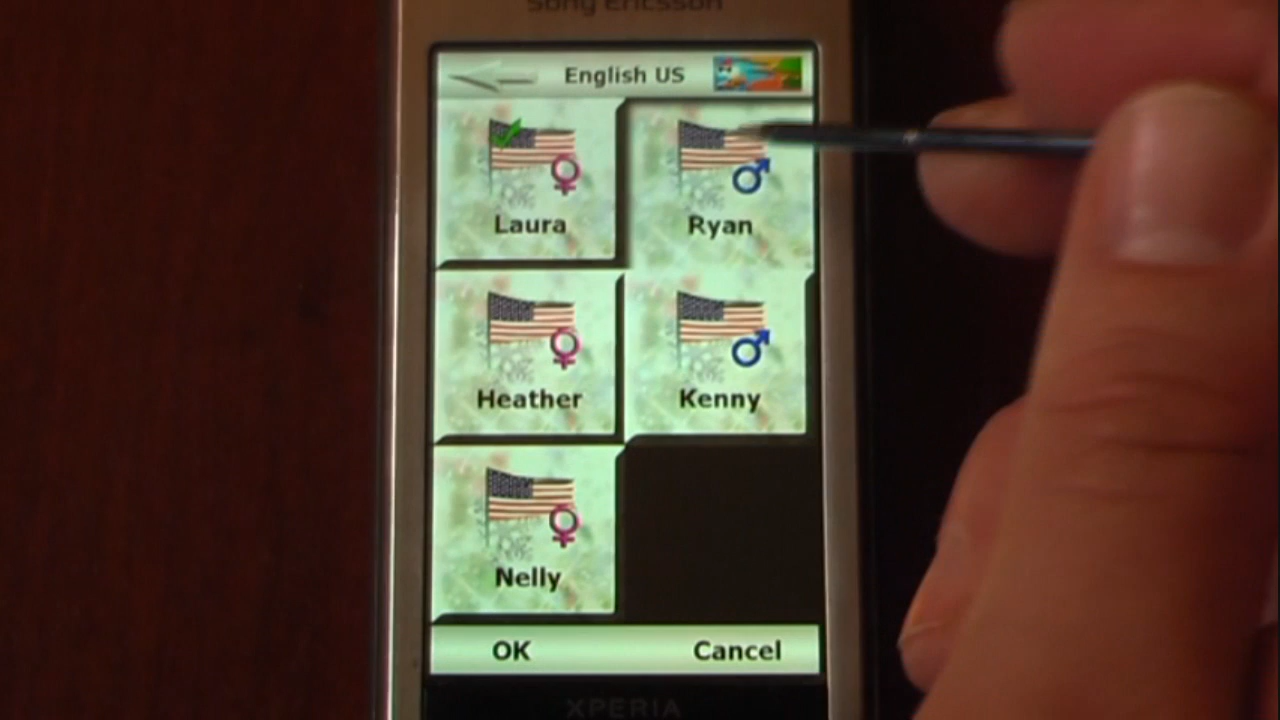 Sony Ericsson
English US
Laura
Ryan
Heather
Kenny
Nelly
OK
Cancel
XPERIA